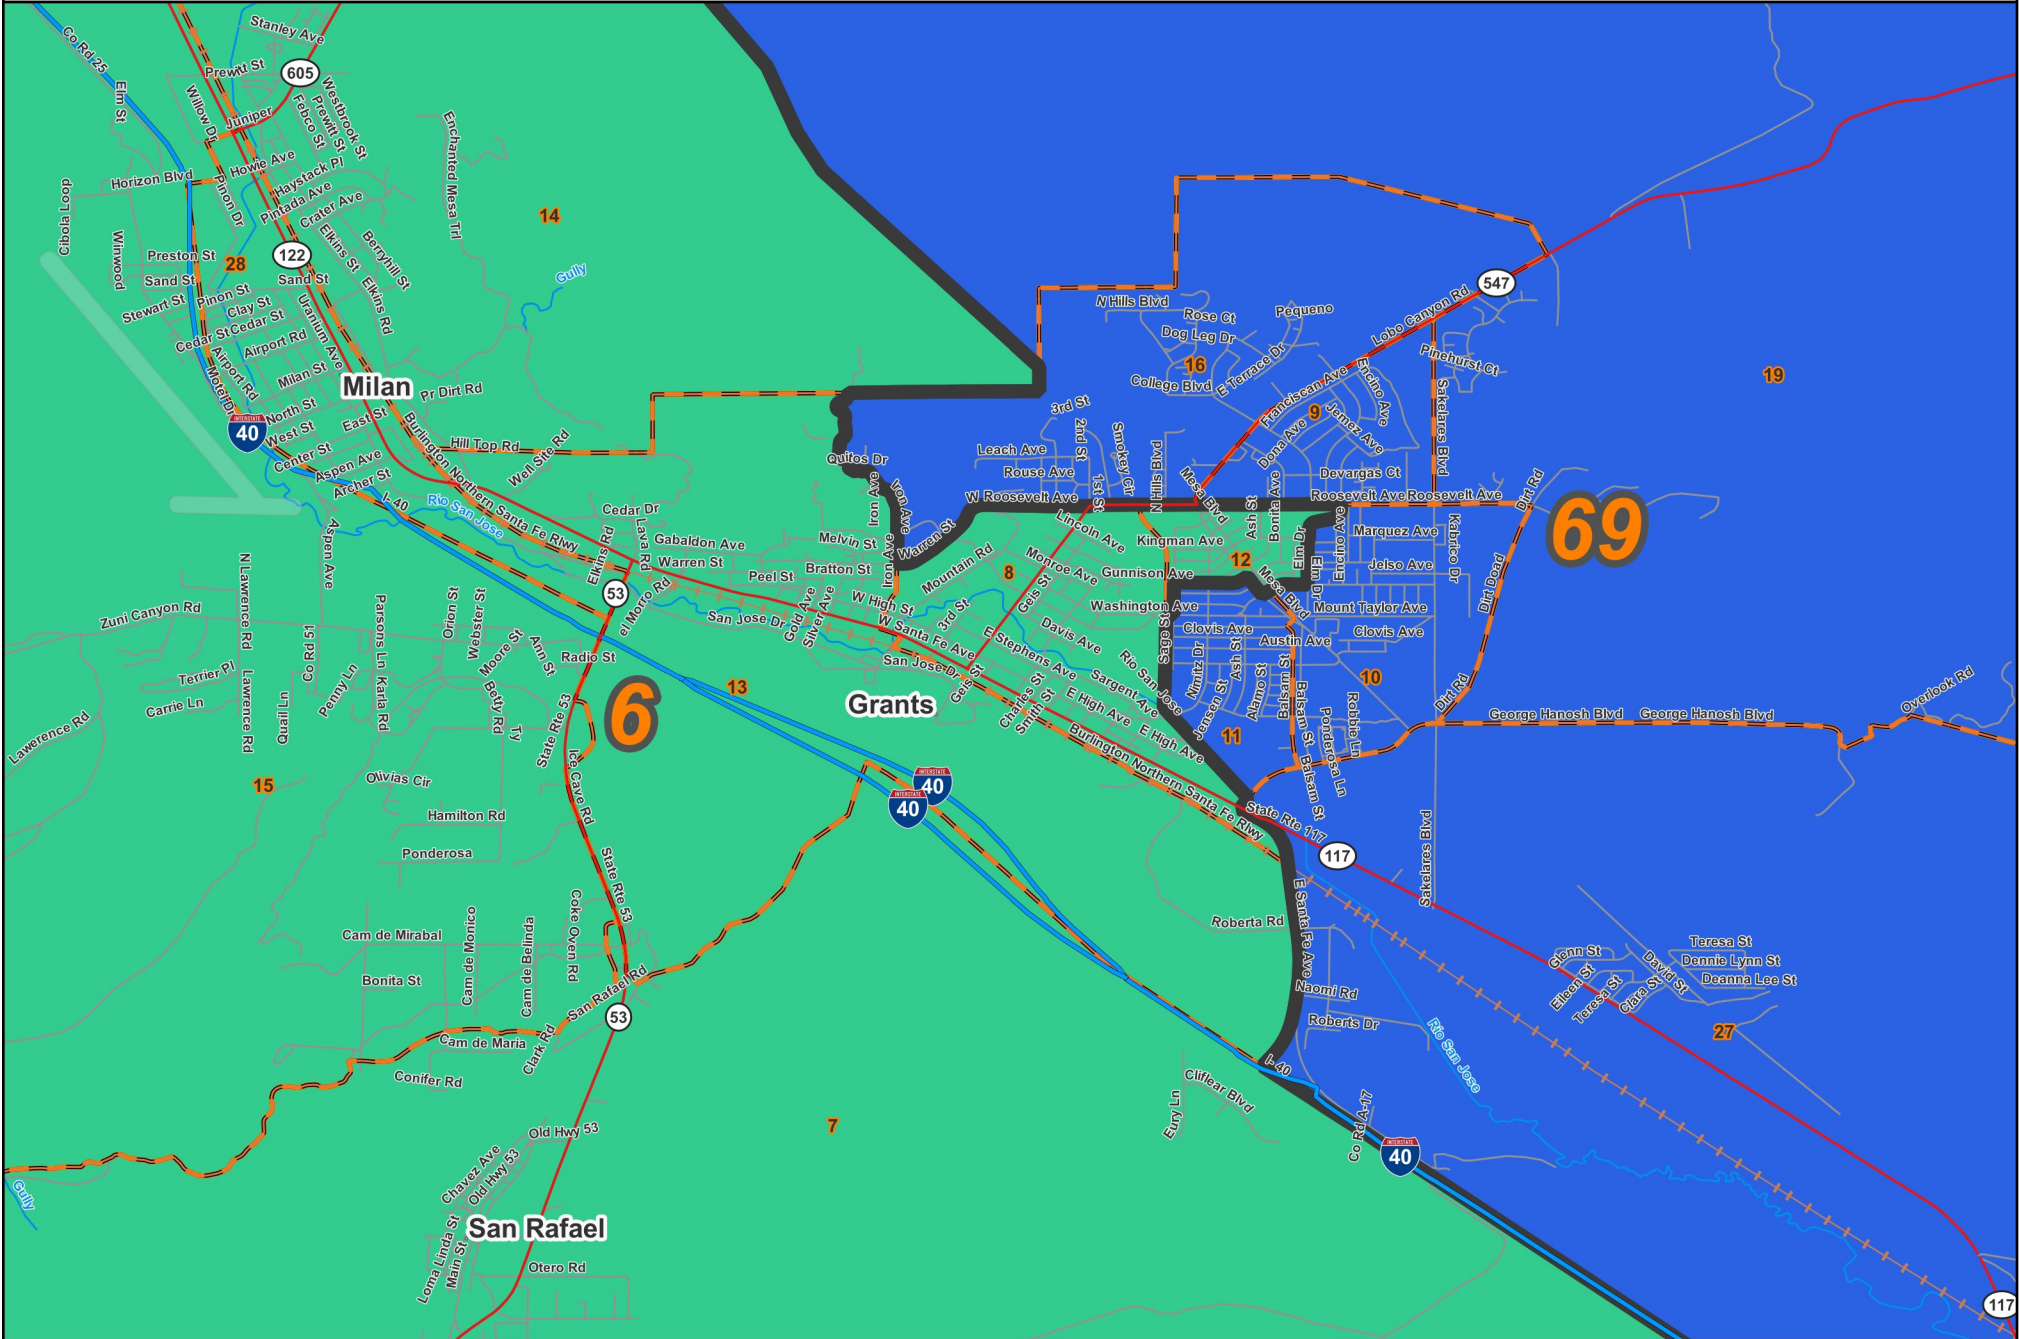 Stanley Ave
Co Rd 25
Prewitt St
605
Elm St
Willow Dr
Juniper
Febco St
Prewitt St
Westbrook St
Enchanted Mesa Trl
Howie Ave
Haystack Pl
Horizon Blvd
Pinon Dr
Pintada Ave
Crater Ave
Cibola Loop
14
Winwood
Preston St
28
122
Elkins St
Berryhill St
Gully
Sand St
Sand St
Stewart St
Pinon St
Clay St
Uranium Ave
Elkins Rd
Cedar St
Cedar St
Airport Rd
Airport Rd
Milan St
Motel Dr
Milan
Pr Dirt Rd
North St
East St
INTERSTATE
40
West St
Center St
Aspen Ave
Archer St
Hill Top Rd
Well Site Rd
Burlington Northern Santa Fe Rlwy
I- 40
Rio San Jose
Aspen Ave
547
N Hills Blvd
Rose Ct
Pequeno
Dog Leg Dr
Lobo Canyon Rd
16
E Terrace Dr
College Blvd
Pinehurst Ct
Encino Ave
19
Franciscan Ave
9
Jemez Ave
Sakelares Blvd
3rd St
2nd St
Smokey Cir
Dona Ave
Leach Ave
Rouse Ave
1st St
N Hills Blvd
Mesa Blvd
Devargas Ct
Quitos Dr
Iron Ave
Iron Ave
W Roosevelt Ave
Ash St
Bonita Ave
Roosevelt Ave
Roosevelt Ave
Dirt Rd
69
Cedar Dr
Lava Rd
Elkins Rd
Gabaldon Ave
Melvin St
Warren St
Warren St
Lincoln Ave
Kingman Ave
Elm Dr
Encino Ave
Marquez Ave
Kabrico Dr
12
Peel St
Bratton St
Iron Ave
Mountain Rd
8
Monroe Ave
Gunnison Ave
Mesa Blvd
Elm Dr
Jelso Ave
Dirt Doad
53
el Morro Rd
Gold Ave
Silver Ave
W High St
3rd St
Geis St
Washington Ave
Mount Taylor Ave
San Jose Dr
W Santa Fe Ave
E Stephens Ave
Davis Ave
Clovis Ave
Clovis Ave
Austin Ave
Sage St
N Lawrence Rd
Zuni Canyon Rd
Co Rd 51
Parsons Ln
Orion St
Webster St
Moore St
Ann St
Radio St
San Jose Dr
Geis St
Sargent Ave
Rio San Jose
Nimitz Dr
Ash St
Alamo St
Balsam St
10
Dirt Rd
Overlook Rd
Terrier Pl
Carrie Ln
Lawrence Rd
Quail Ln
Penny Ln
Karla Rd
Betty Rd
Ty
State Rte 53
6
13
Grants
Charles St
Smith St
E High Ave
E High Ave
Jensen St
11
Balsam St
Ponderosa Ln
Robbie Ln
George Hanosh Blvd
George Hanosh Blvd
Lawerence Rd
15
Olivias Cir
Ice Cave Rd
INTERSTATE
40
INTERSTATE
40
Burlington Northern Santa Fe Rlwy
Balsam St
State Rte 117
117
Sakelares Blvd
Hamilton Rd
Ponderosa
State Rte 53
Cam de Mirabal
Cam de Monico
Cam de Belinda
Coke Oven Rd
Bonita St
San Rafael Rd
53
Cam de Maria
Clark Rd
Conifer Rd
Roberta Rd
E Santa Fe Ave
Naomi Rd
Roberts Dr
Glenn St
Eileen St
Teresa St
Clara St
David St
Teresa St
Dennie Lynn St
Deanna Lee St
27
Rio San Jose
I- 40
Cliflear Blvd
Eury Ln
Co Rd A-17
INTERSTATE
40
7
Old Hwy 53
Chavez Ave
Old Hwy 53
Gully
San Rafael
Loma Linda St
Main St
Otero Rd
117